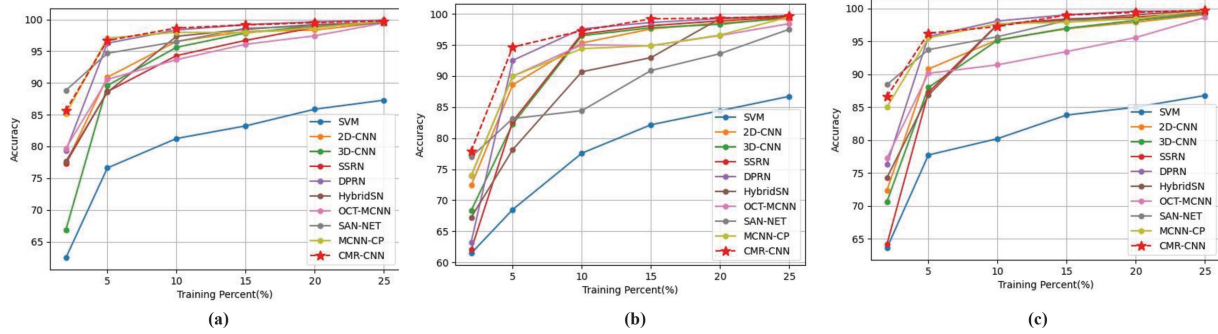 100
95
90
85
80
75
70
65
Accuracy
5
10
15
20
25
Training Percent(%)
SVM
2D-CNN
3D-CNN
SSRN
DPRN
HybridSN
OCT-MCNN
SAN-NET
MCNN-CP
CMR-CNN
(a)
100
95
90
85
80
75
70
65
60
Accuracy
5
10
15
20
25
Training Percent(%)
SVM
2D-CNN
3D-CNN
SSRN
DPRN
HybridSN
OCT-MCNN
SAN-NET
MCNN-CP
CMR-CNN
(b)
100
95
90
85
80
75
70
65
Accuracy
5
10
15
20
25
Training Percent(%)
SVM
2D-CNN
3D-CNN
SSRN
DPRN
HybridSN
OCT-MCNN
SAN-NET
MCNN-CP
CMR-CNN
(c)